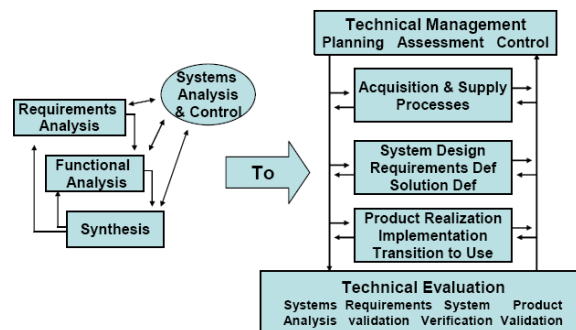 Systems
Analysis
& Control
Requirements
Analysis
Functional
Analysis
Synthesis
To
Technical Management
Planning Assessment Control
Acquisition & Supply
Processes
System Design
Requirements Def
Solution Def
Product Realization
Implementation
Transition to Use
Technical Evaluation
Systems Requirements System Product
Analysis validation Verification Validation